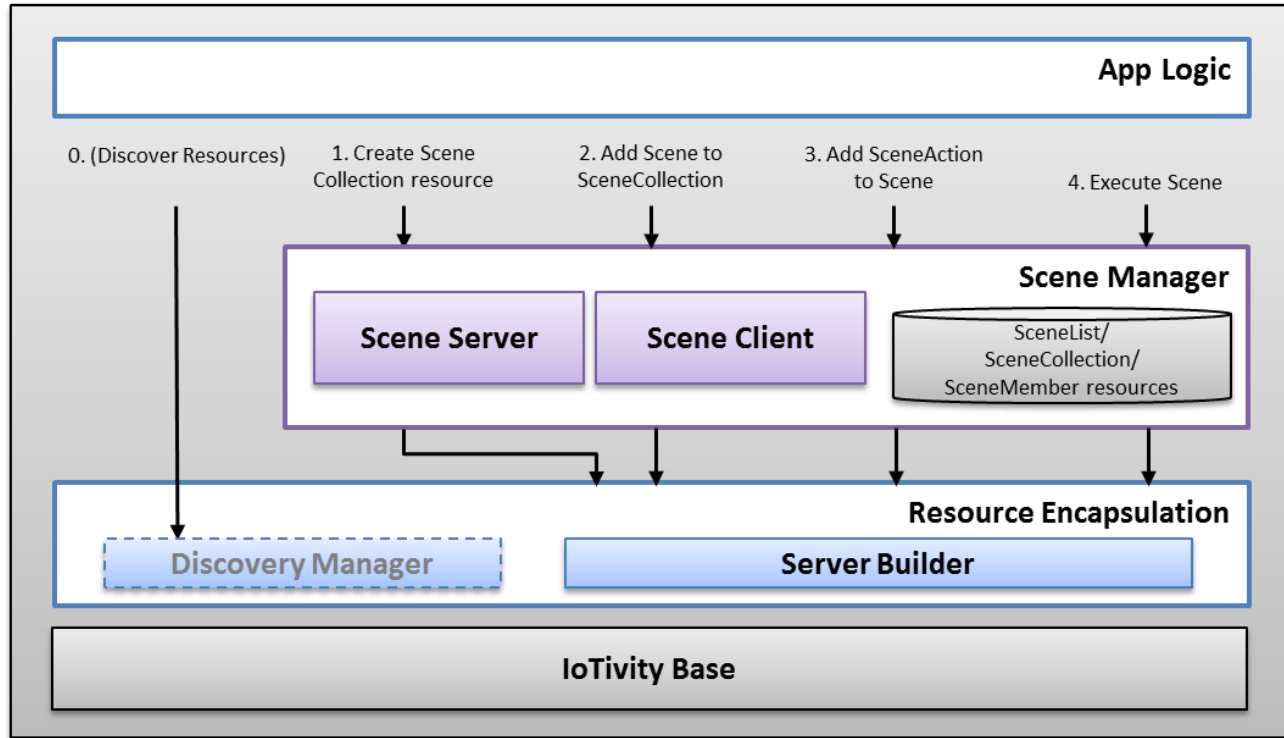 App Logic
0. (Discover Resources)
1. Create Scene
Collection resource
2. Add Scene to
SceneCollection
3. Add SceneAction
to Scene
4. Execute Scene
Scene Manager
Scene Server
Scene Client
SceneList/
SceneCollection/
SceneMember resources
Resource Encapsulation
Discovery Manager
Server Builder
IoTivity Base